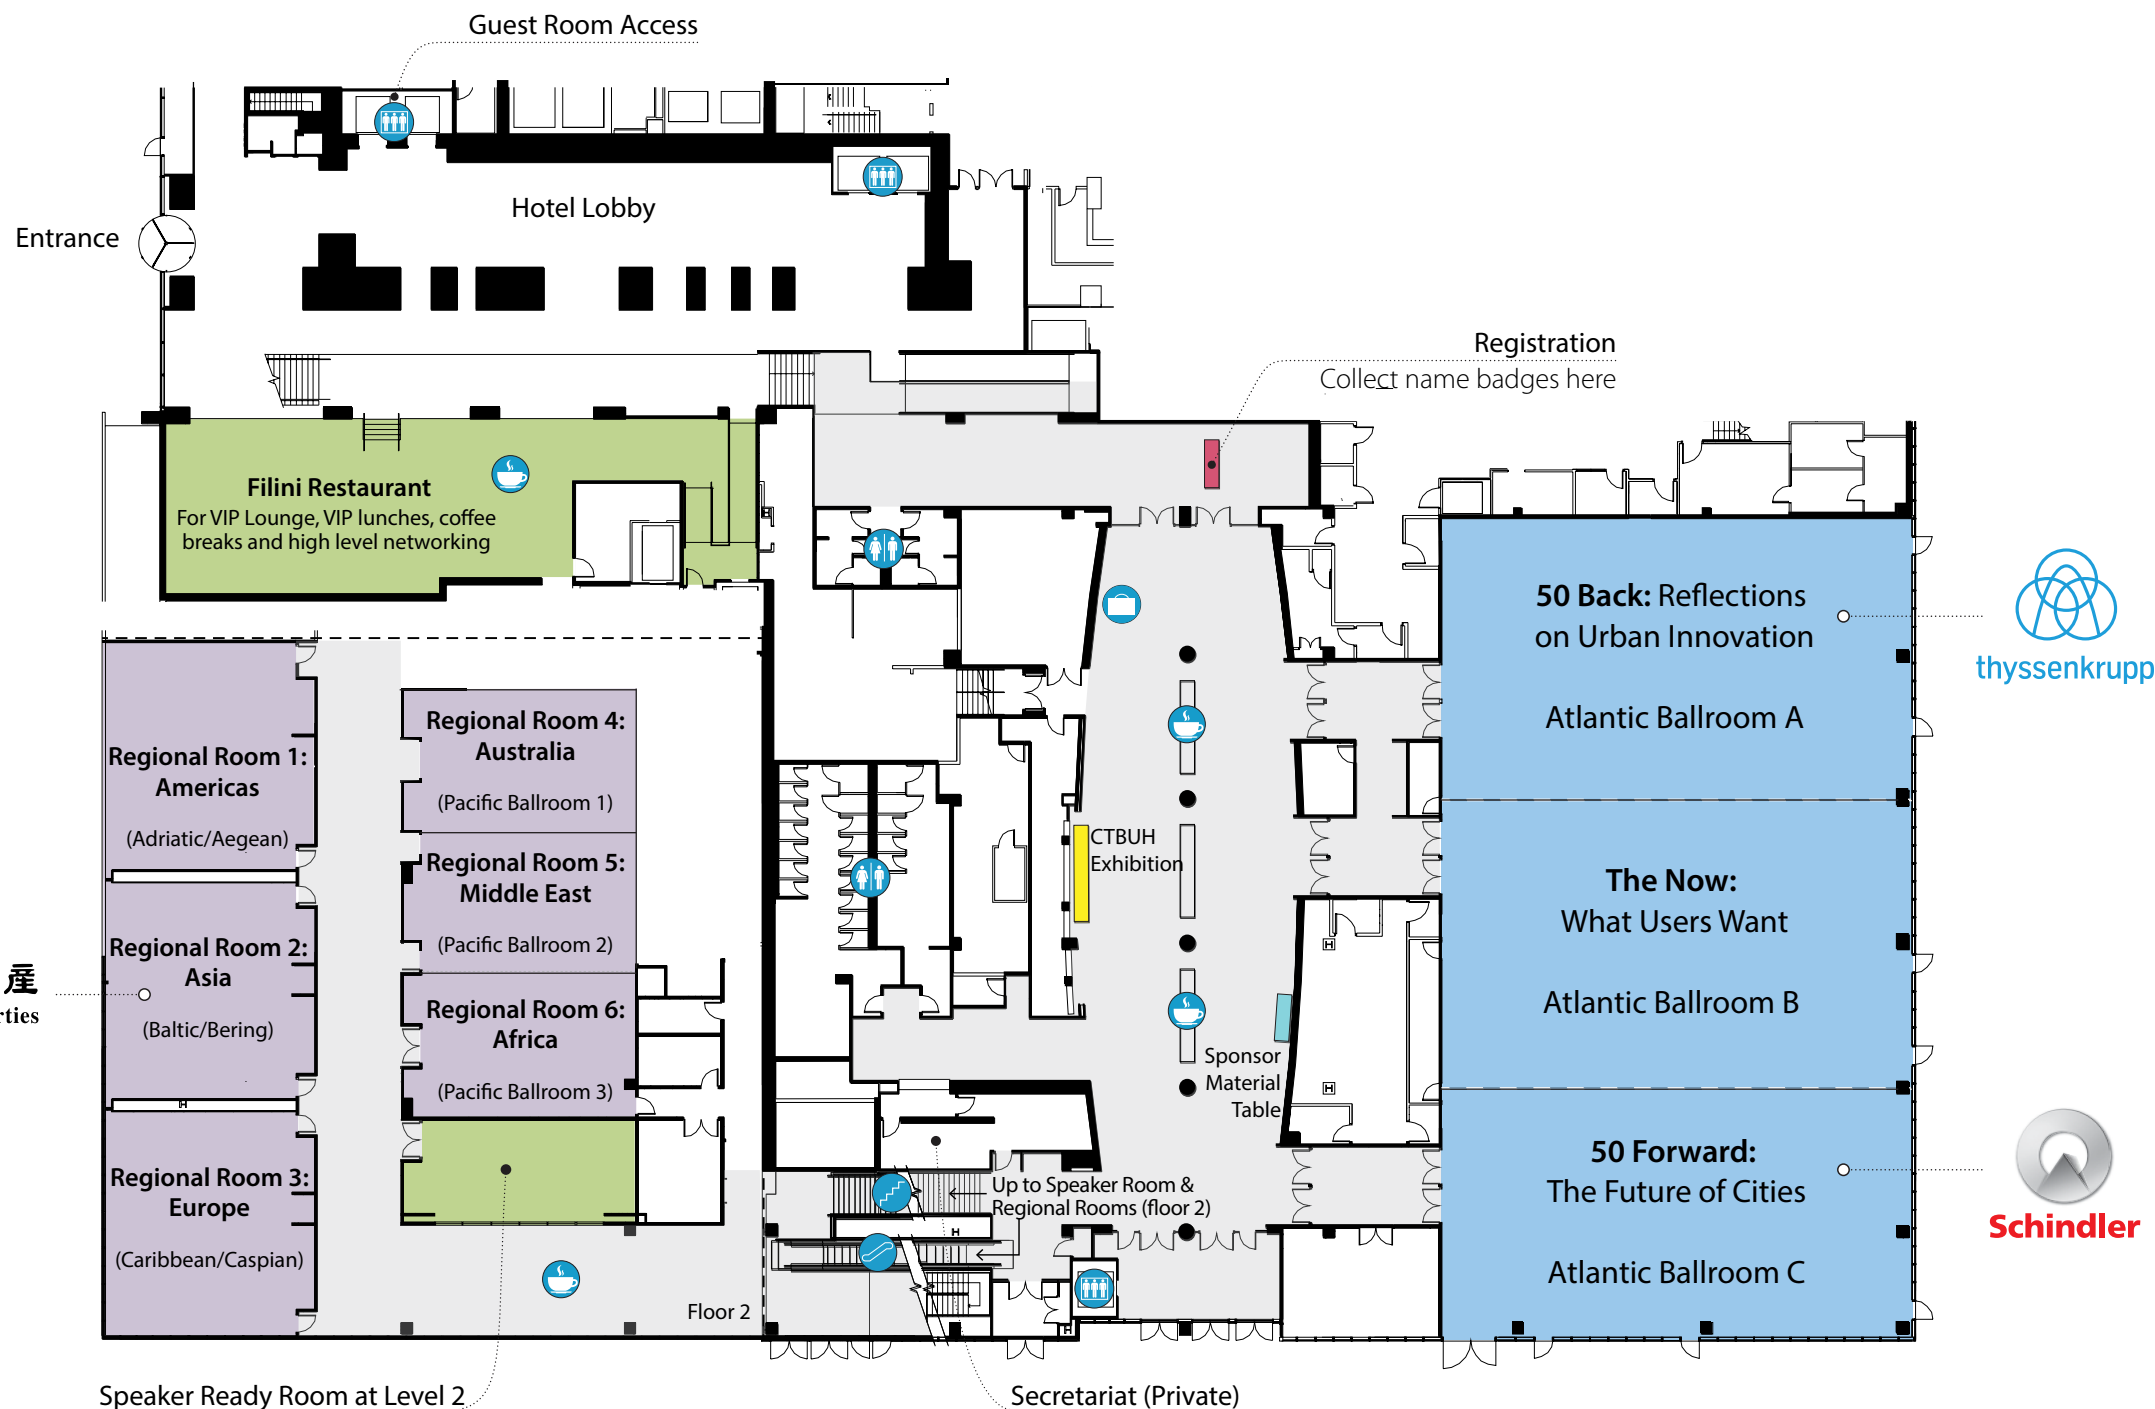 Guest Room Access
Hotel Lobby
Entrance
Registration
Collect name badges here
Filini Restaurant
For VIP Lounge, VIP lunches, coffee
breaks and high level networking
50 Back: Reflections
on Urban Innovation
Atlantic Ballroom A
thyssenkrupp
Regional Room 1:
Americas
(Adriatic/Aegean)
Regional Room 4:
Australia
(Pacific Ballroom 1)
CTBUH
Exhibition
Regional Room 5:
Middle East
(Pacific Ballroom 2)
The Now:
What Users Want
Atlantic Ballroom B
Regional Room 2:
Asia
(Baltic/Bering)
産
rties
Regional Room 6:
Africa
(Pacific Ballroom 3)
Sponsor
Material
Table
Regional Room 3:
Europe
(Caribbean/Caspian)
Up to Speaker Room &
Regional Rooms (floor 2)
50 Forward:
The Future of Cities
Atlantic Ballroom C
Schindler
Floor 2
Speaker Ready Room at Level 2
Secretariat (Private)